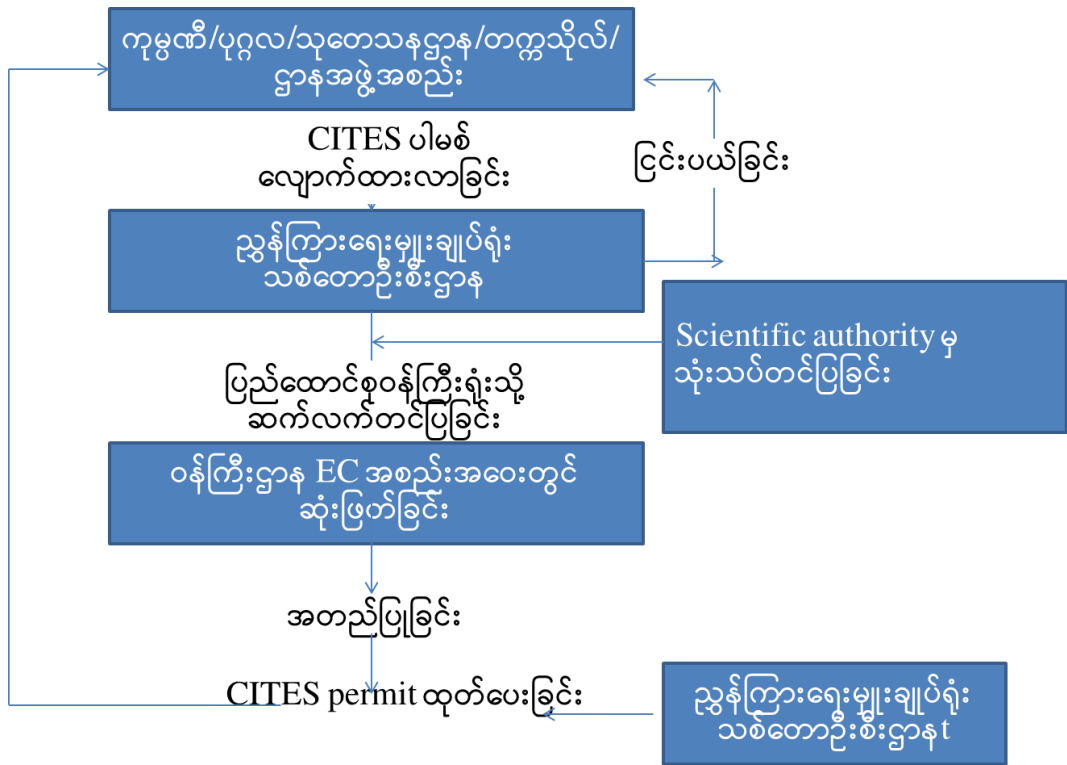 ကုမ္ပဏီ/ပုဂ္ဂလ/သုတေသနဌာန/တက္ကသိုလ်/
ဌာနအဖွဲ့အစည်း
CITES ပါမစ်
လျှောက်ထားလာခြင်း
ငြင်းပယ်ခြင်း
ညွှန်ကြားရေးမှူးချုပ်ရုံး
သစ်တောဦးစီးဌာန
Scientific authority မှ
သုံးသပ်တင်ပြခြင်း
ပြည်ထောင်စုဝန်ကြီးရုံးသို့
ဆက်လက်တင်ပြခြင်း
ဝန်ကြီးဌာန EC အစည်းအဝေးတွင်
ဆုံးဖြတ်ခြင်း
အတည်ပြုခြင်း
CITES permit ထုတ်ပေးခြင်း
ညွှန်ကြားရေးမှူးချုပ်ရုံး
သစ်တောဦးစီးဌာနt